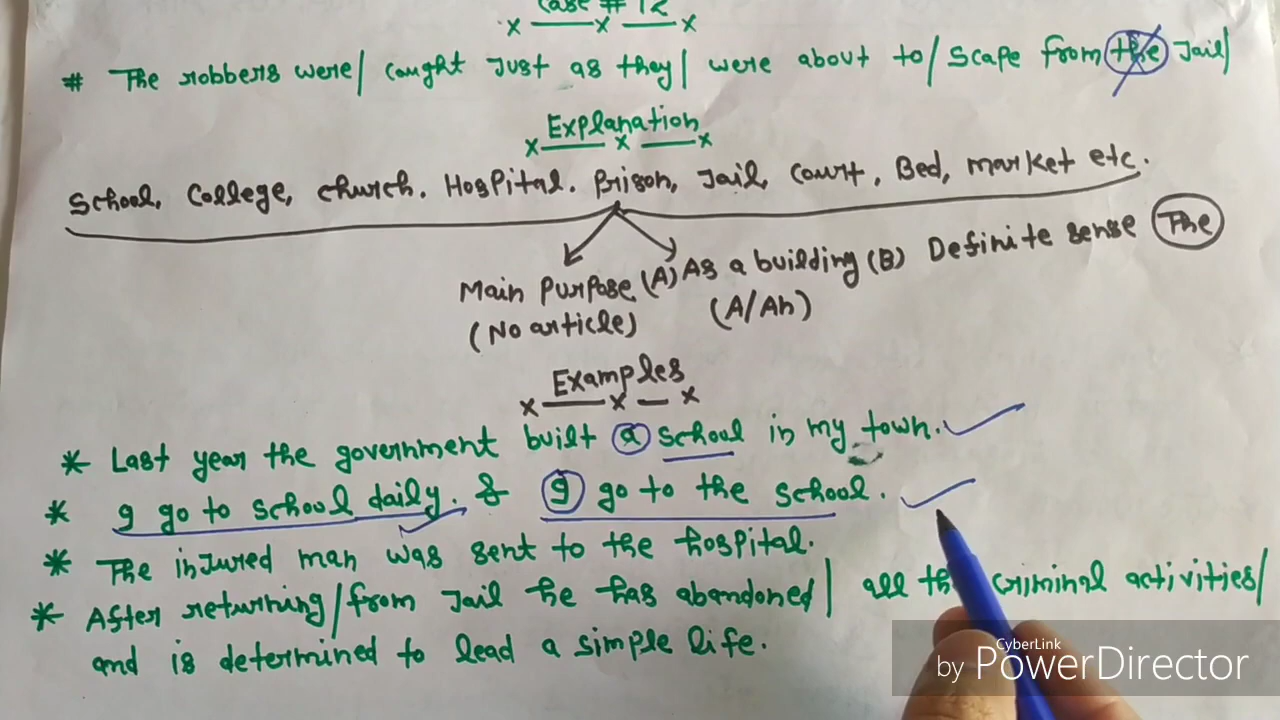 Case # 12
# The robbers were/ caught Just as they/ were about to/ Scape from the Jail/
Explanation
School, College, church. Hospital. Prison, Jail, Court, Bed, market etc.
Main Purpose (A) As a building (B) Definite sense The
(No article) (A/An)
Examples
* Last year the government built a school in my town.
* I go to school daily. & I go to the school.
* The injured man was sent to the hospital.
* After returning/from Jail he has abandoned/ all the criminal activities/
and is determined to lead a simple life.
CyberLink
by PowerDirector